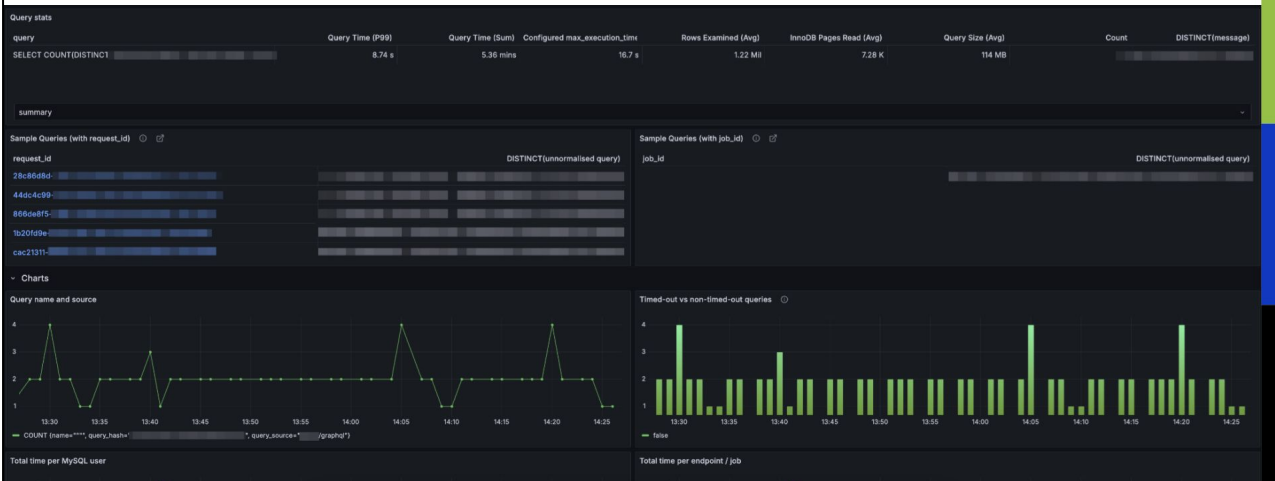 Query stats
query Query Time (P99) Query Time (Sum) Configured max_execution_time Rows Examined (Avg) InnoDB Pages Read (Avg) Query Size (Avg) Count DISTINCT(message)
SELECT COUNT(DISTINCT 8.74 s 5.36 mins 16.7 s 1.22 Mil 7.28 K 114 MB
summary
Sample Queries (with request_id)
request_id DISTINCT(unnormalised query)
28c86d8d-
44dc4c99-
866de8f5-
1b20fd9e-
cac21311-
Sample Queries (with job_id)
job_id DISTINCT(unnormalised query)
Charts
Query name and source
4
3
2
1
13:30 13:35 13:40 13:45 13:50 13:55 14:00 14:05 14:10 14:15 14:20 14:25
COUNT {name="""", query_hash=' ", query_source=" /graphql"}
Timed-out vs non-timed-out queries
4
3
2
1
13:30 13:35 13:40 13:45 13:50 13:55 14:00 14:05 14:10 14:15 14:20 14:25
false
Total time per MySQL user
Total time per endpoint / job